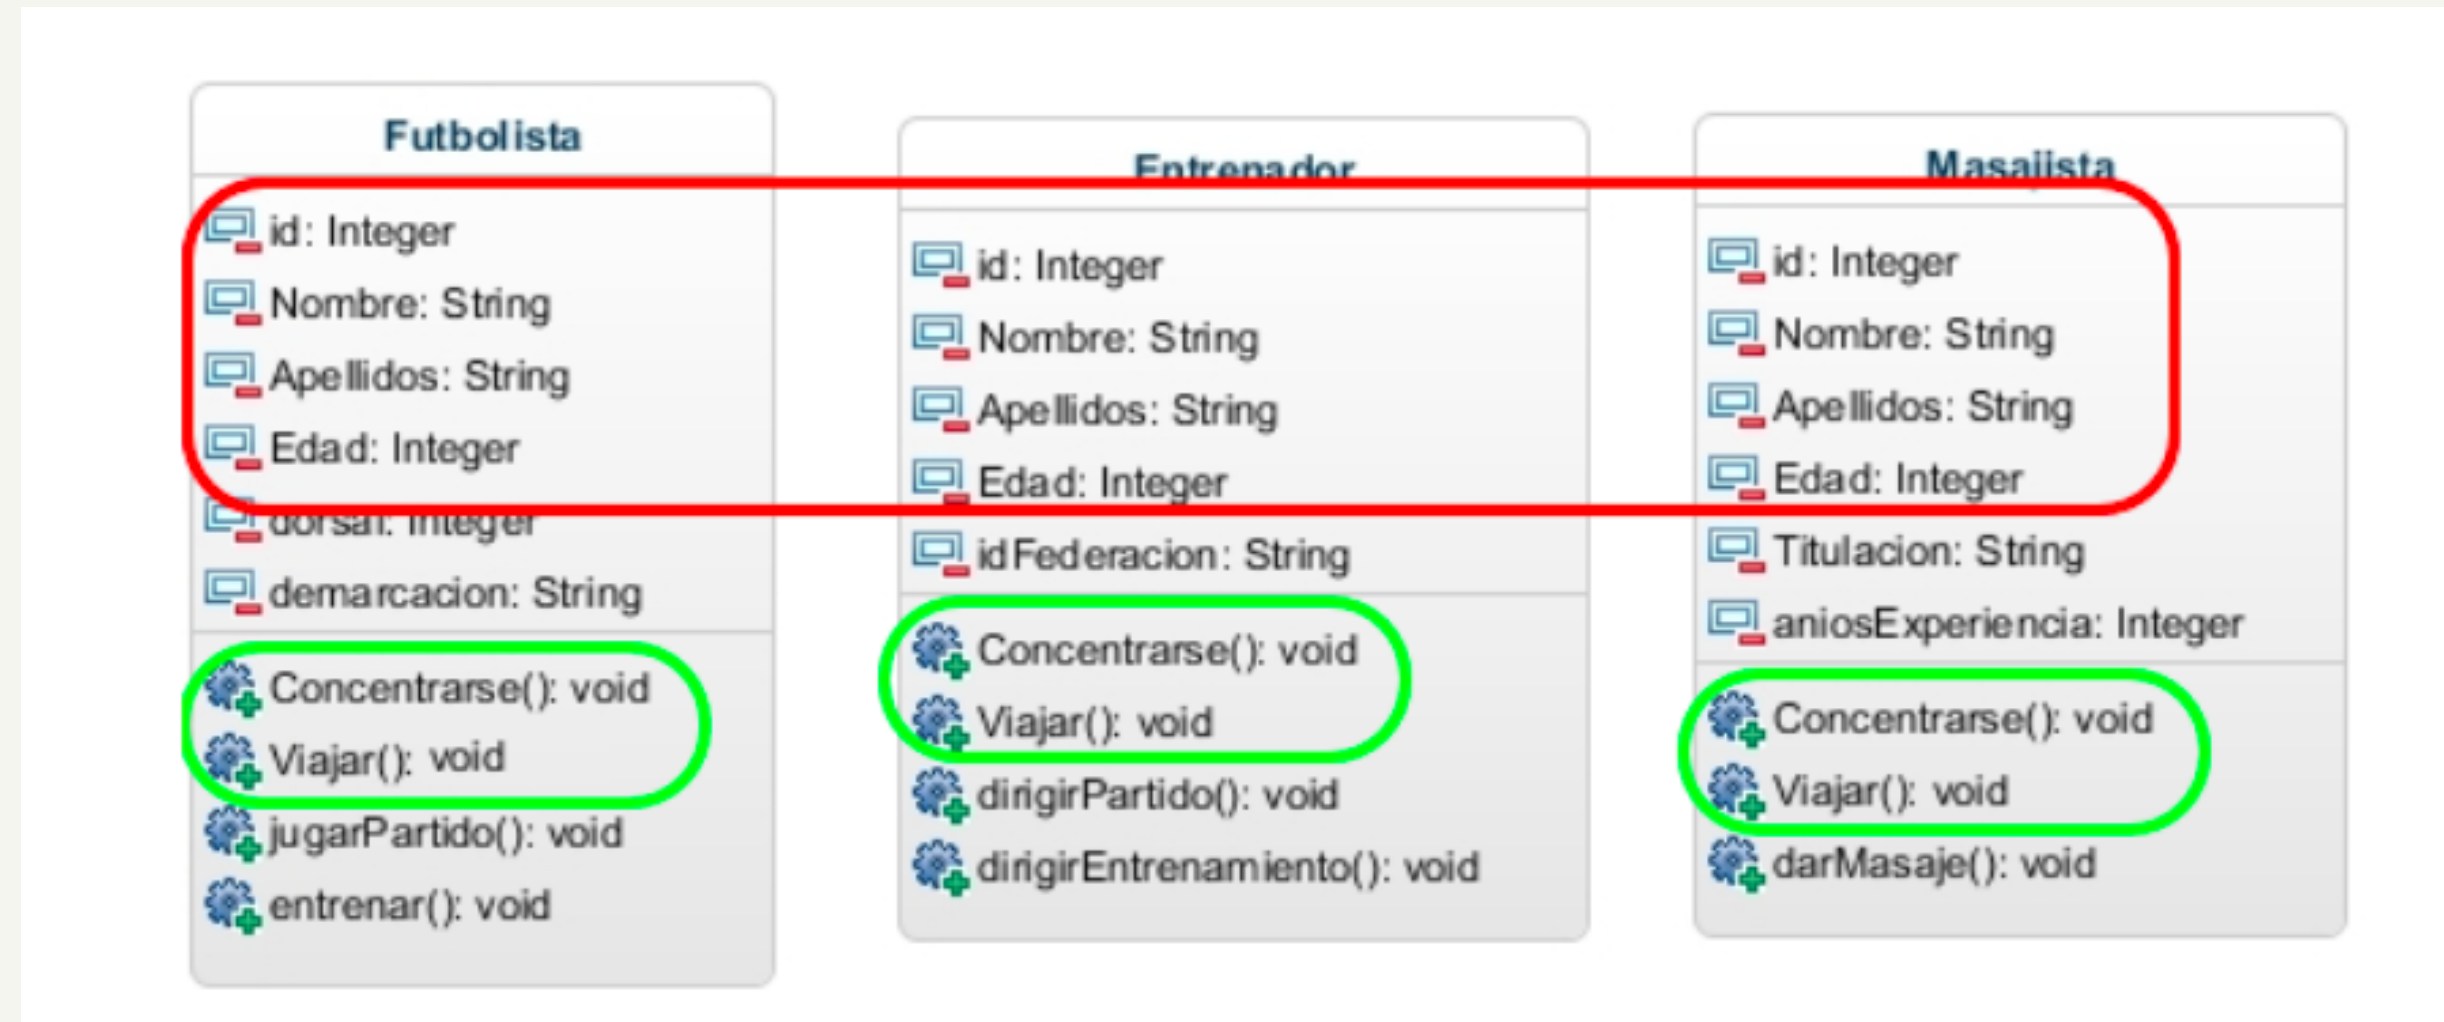 Futbolista
id: Integer
Nombre: String
Apellidos: String
Edad: Integer
dorsal: Integer
demarcacion: String
Concentrarse(): void
Viajar(): void
jugarPartido(): void
entrenar(): void
Entrenador
id: Integer
Nombre: String
Apellidos: String
Edad: Integer
idFederacion: String
Concentrarse(): void
Viajar(): void
dirigirPartido(): void
dirigirEntrenamiento(): void
Masajista
id: Integer
Nombre: String
Apellidos: String
Edad: Integer
Titulacion: String
aniosExperiencia: Integer
Concentrarse(): void
Viajar(): void
darMasaje(): void